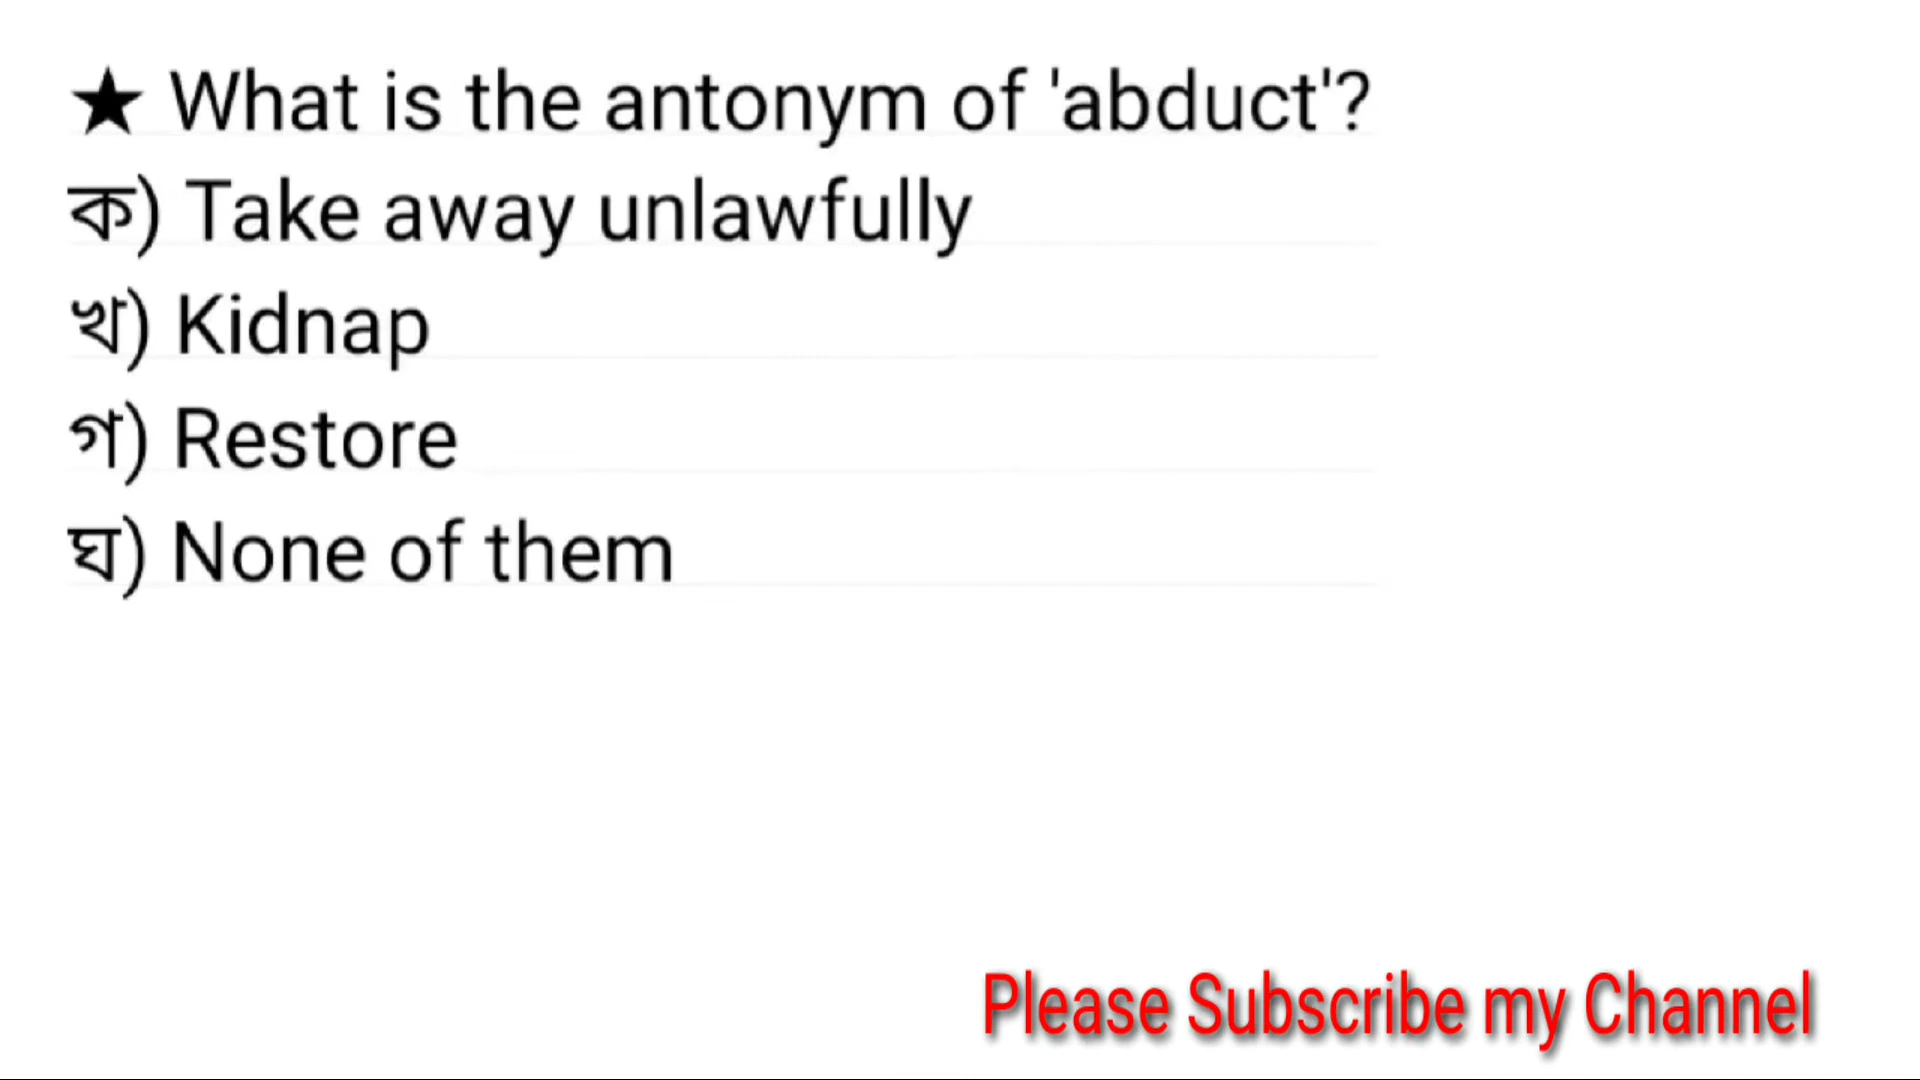 ★ What is the antonym of 'abduct'?
ক) Take away unlawfully
খ) Kidnap
গ) Restore
ঘ) None of them
Please Subscribe my Channel